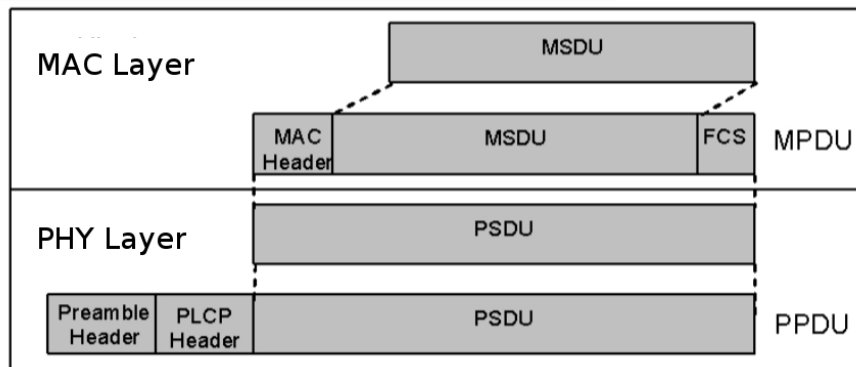 MSDU
MAC Layer
MAC
Header
MSDU
FCS
MPDU
PHY Layer
PSDU
Preamble
Header
PLCP
Header
PSDU
PPDU